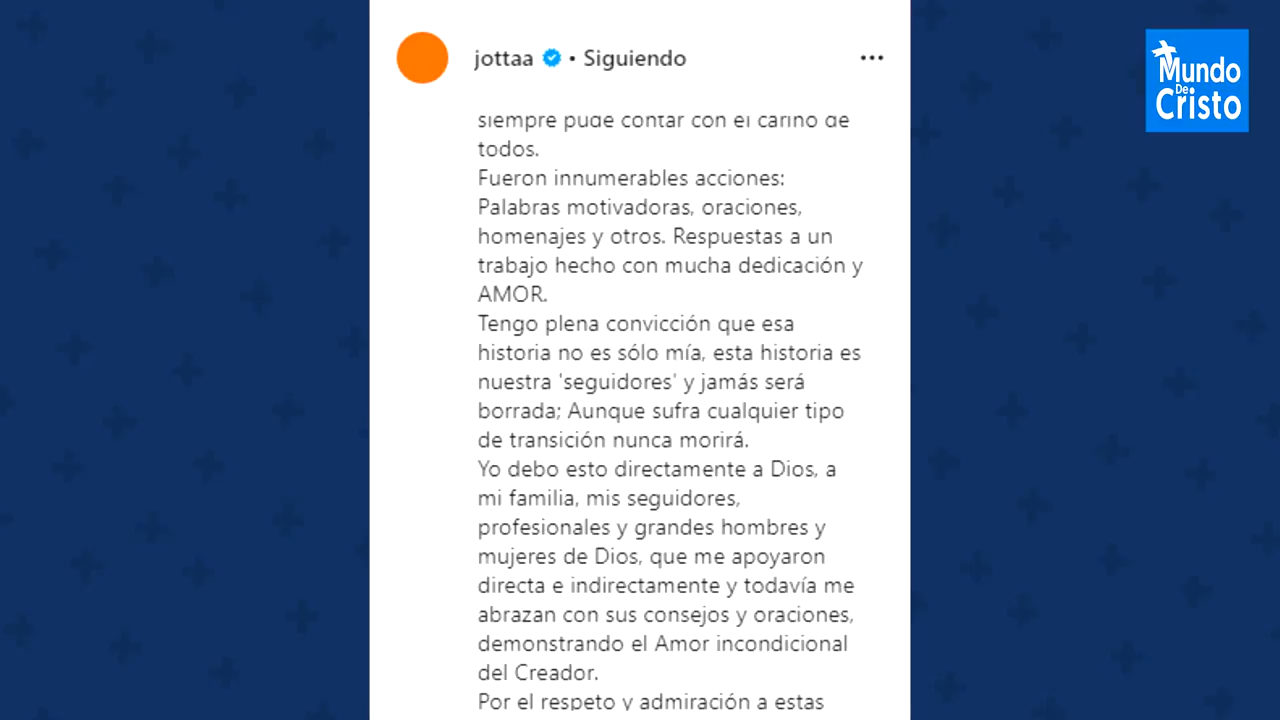 jottaa • Siguiendo ...
Mundo
De
Cristo
siempre pude contar con el cariño de
todos.
Fueron innumerables acciones:
Palabras motivadoras, oraciones,
homenajes y otros. Respuestas a un
trabajo hecho con mucha dedicación y
AMOR.
Tengo plena convicción que esa
historia no es sólo mía, esta historia es
nuestra 'seguidores' y jamás será
borrada; Aunque sufra cualquier tipo
de transición nunca morirá.
Yo debo esto directamente a Dios, a
mi familia, mis seguidores,
profesionales y grandes hombres y
mujeres de Dios, que me apoyaron
directa e indirectamente y todavía me
abrazan con sus consejos y oraciones,
demonstrando el Amor incondicional
del Creador.
Por el respeto y admiración a estas